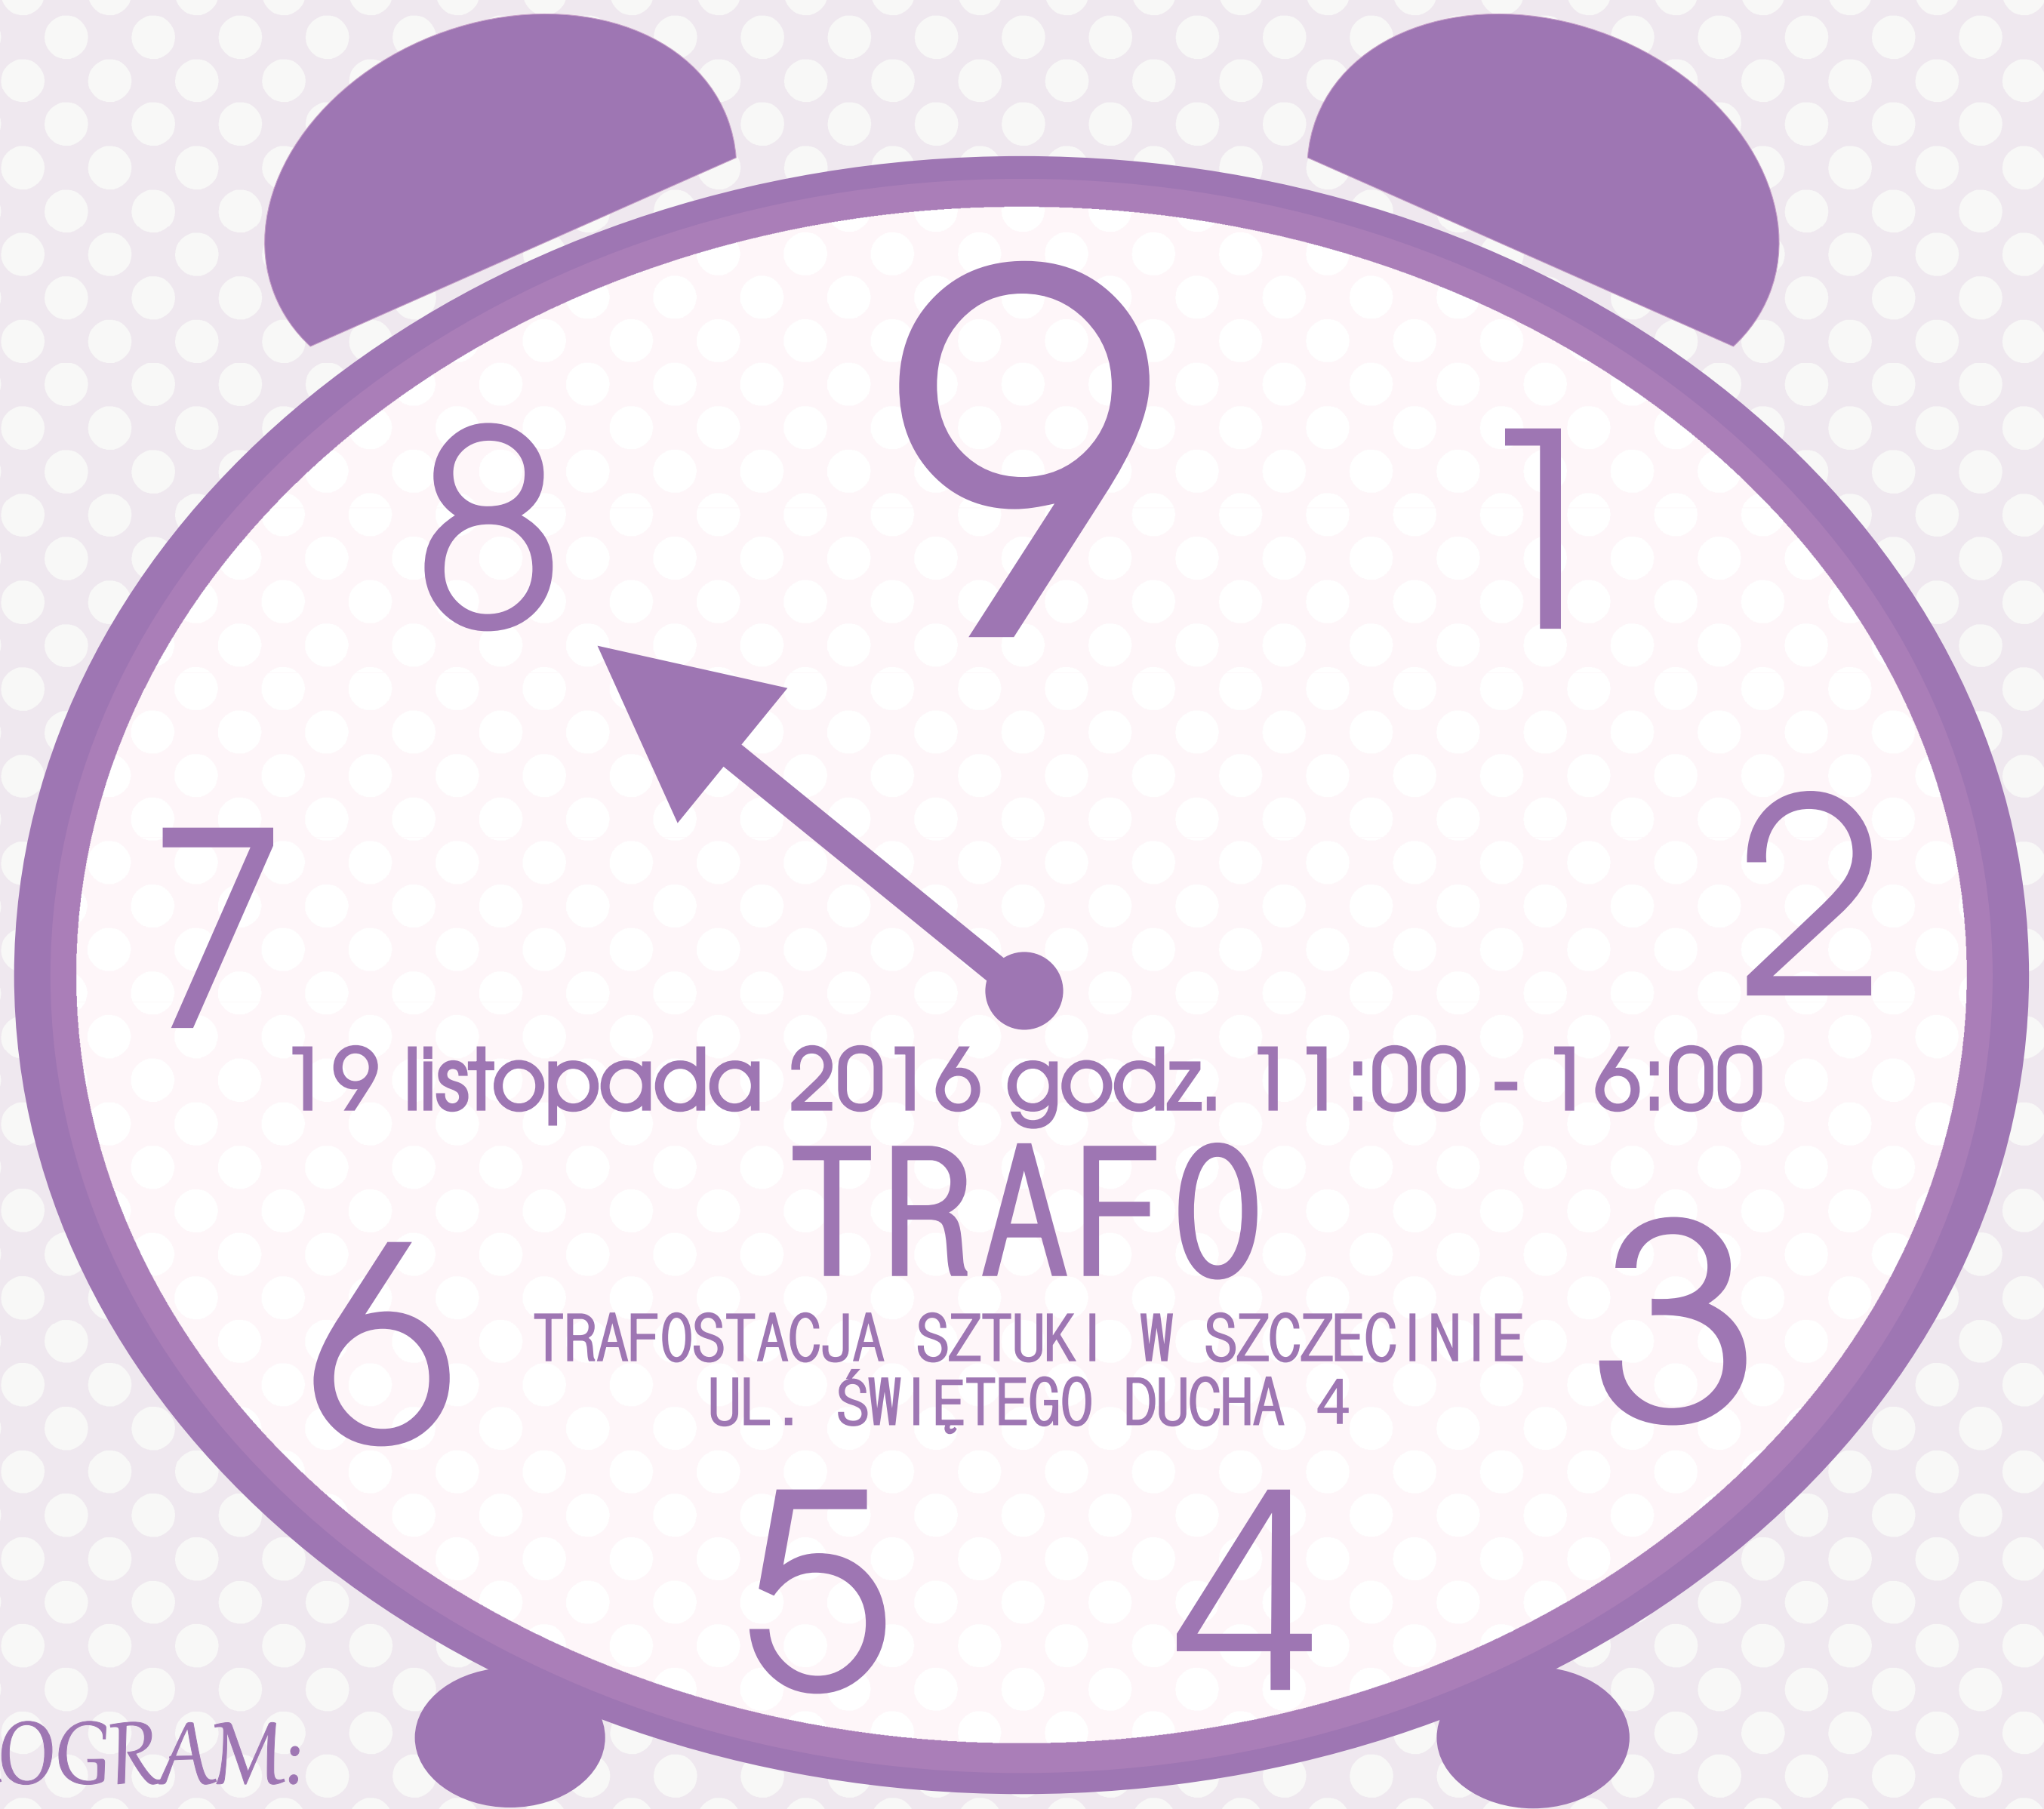 9
8
1
7
2
19 listopada 2016 godz. 11:00 - 16:00
TRAFO
6
3
TRAFOSTACJA SZTUKI W SZCZECINIE
UL. ŚWIĘTEGO DUCHA 4
5
4
OGRAM: